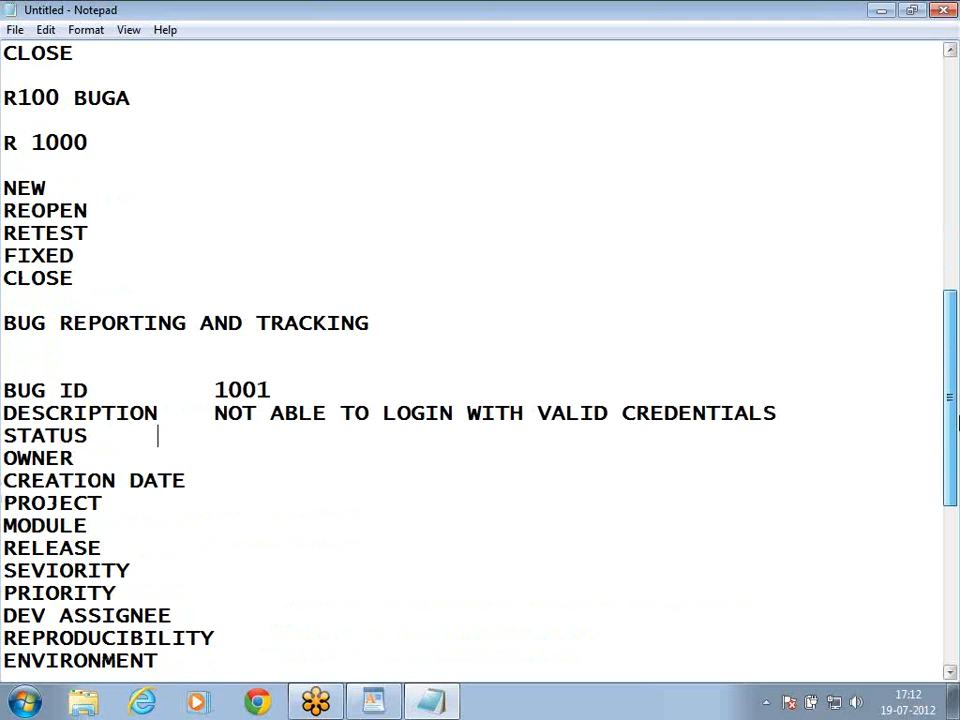 Untitled - Notepad
File Edit Format View Help
CLOSE
R100 BUGA
R 1000
NEW
REOPEN
RETEST
FIXED
CLOSE
BUG REPORTING AND TRACKING
BUG ID 1001
DESCRIPTION NOT ABLE TO LOGIN WITH VALID CREDENTIALS
STATUS
OWNER
CREATION DATE
PROJECT
MODULE
RELEASE
SEVIORITY
PRIORITY
DEV ASSIGNEE
REPRODUCIBILITY
ENVIRONMENT
17:12
19-07-2012